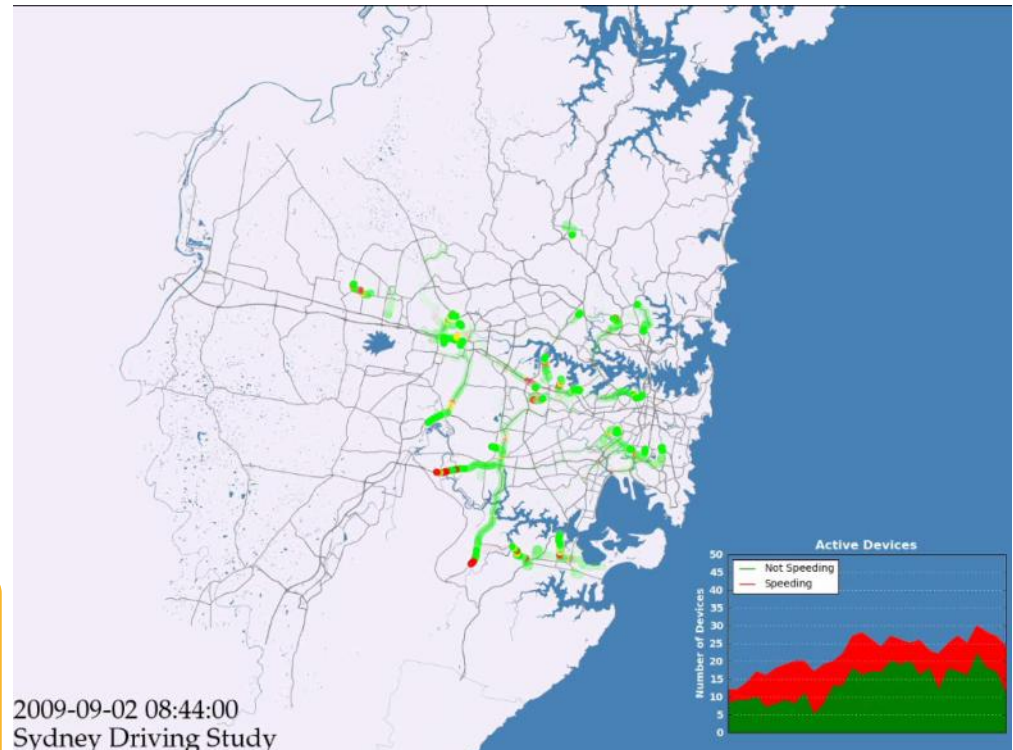 Active Devices
Not Speeding
Speeding
Number of Devices
50
45
40
35
30
25
20
15
10
5
0
2009-09-02 08:44:00
Sydney Driving Study